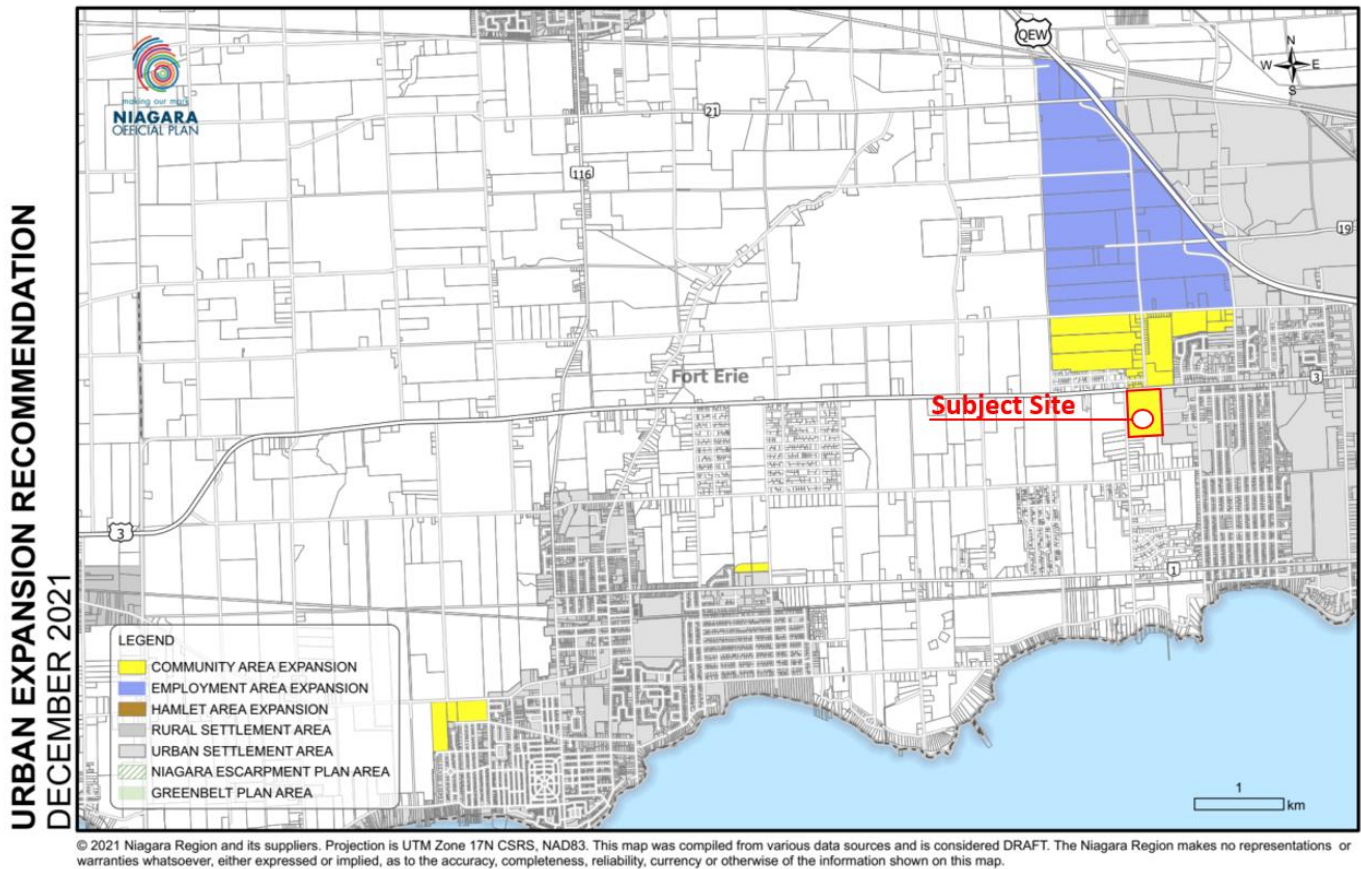 URBAN EXPANSION RECOMMENDATION
DECEMBER 2021
making our mark
NIAGARA
OFFICIAL PLAN
QEW
N
W E
S
21
116
19
Fort Erie
3
Subject Site
3
1
LEGEND
COMMUNITY AREA EXPANSION
EMPLOYMENT AREA EXPANSION
HAMLET AREA EXPANSION
RURAL SETTLEMENT AREA
URBAN SETTLEMENT AREA
NIAGARA ESCARPMENT PLAN AREA
GREENBELT PLAN AREA
1
km
© 2021 Niagara Region and its suppliers. Projection is UTM Zone 17N CSRS, NAD83. This map was compiled from various data sources and is considered DRAFT. The Niagara Region makes no representations or
warranties whatsoever, either expressed or implied, as to the accuracy, completeness, reliability, currency or otherwise of the information shown on this map.